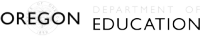 OREGON DEPARTMENT OF
EDUCATION